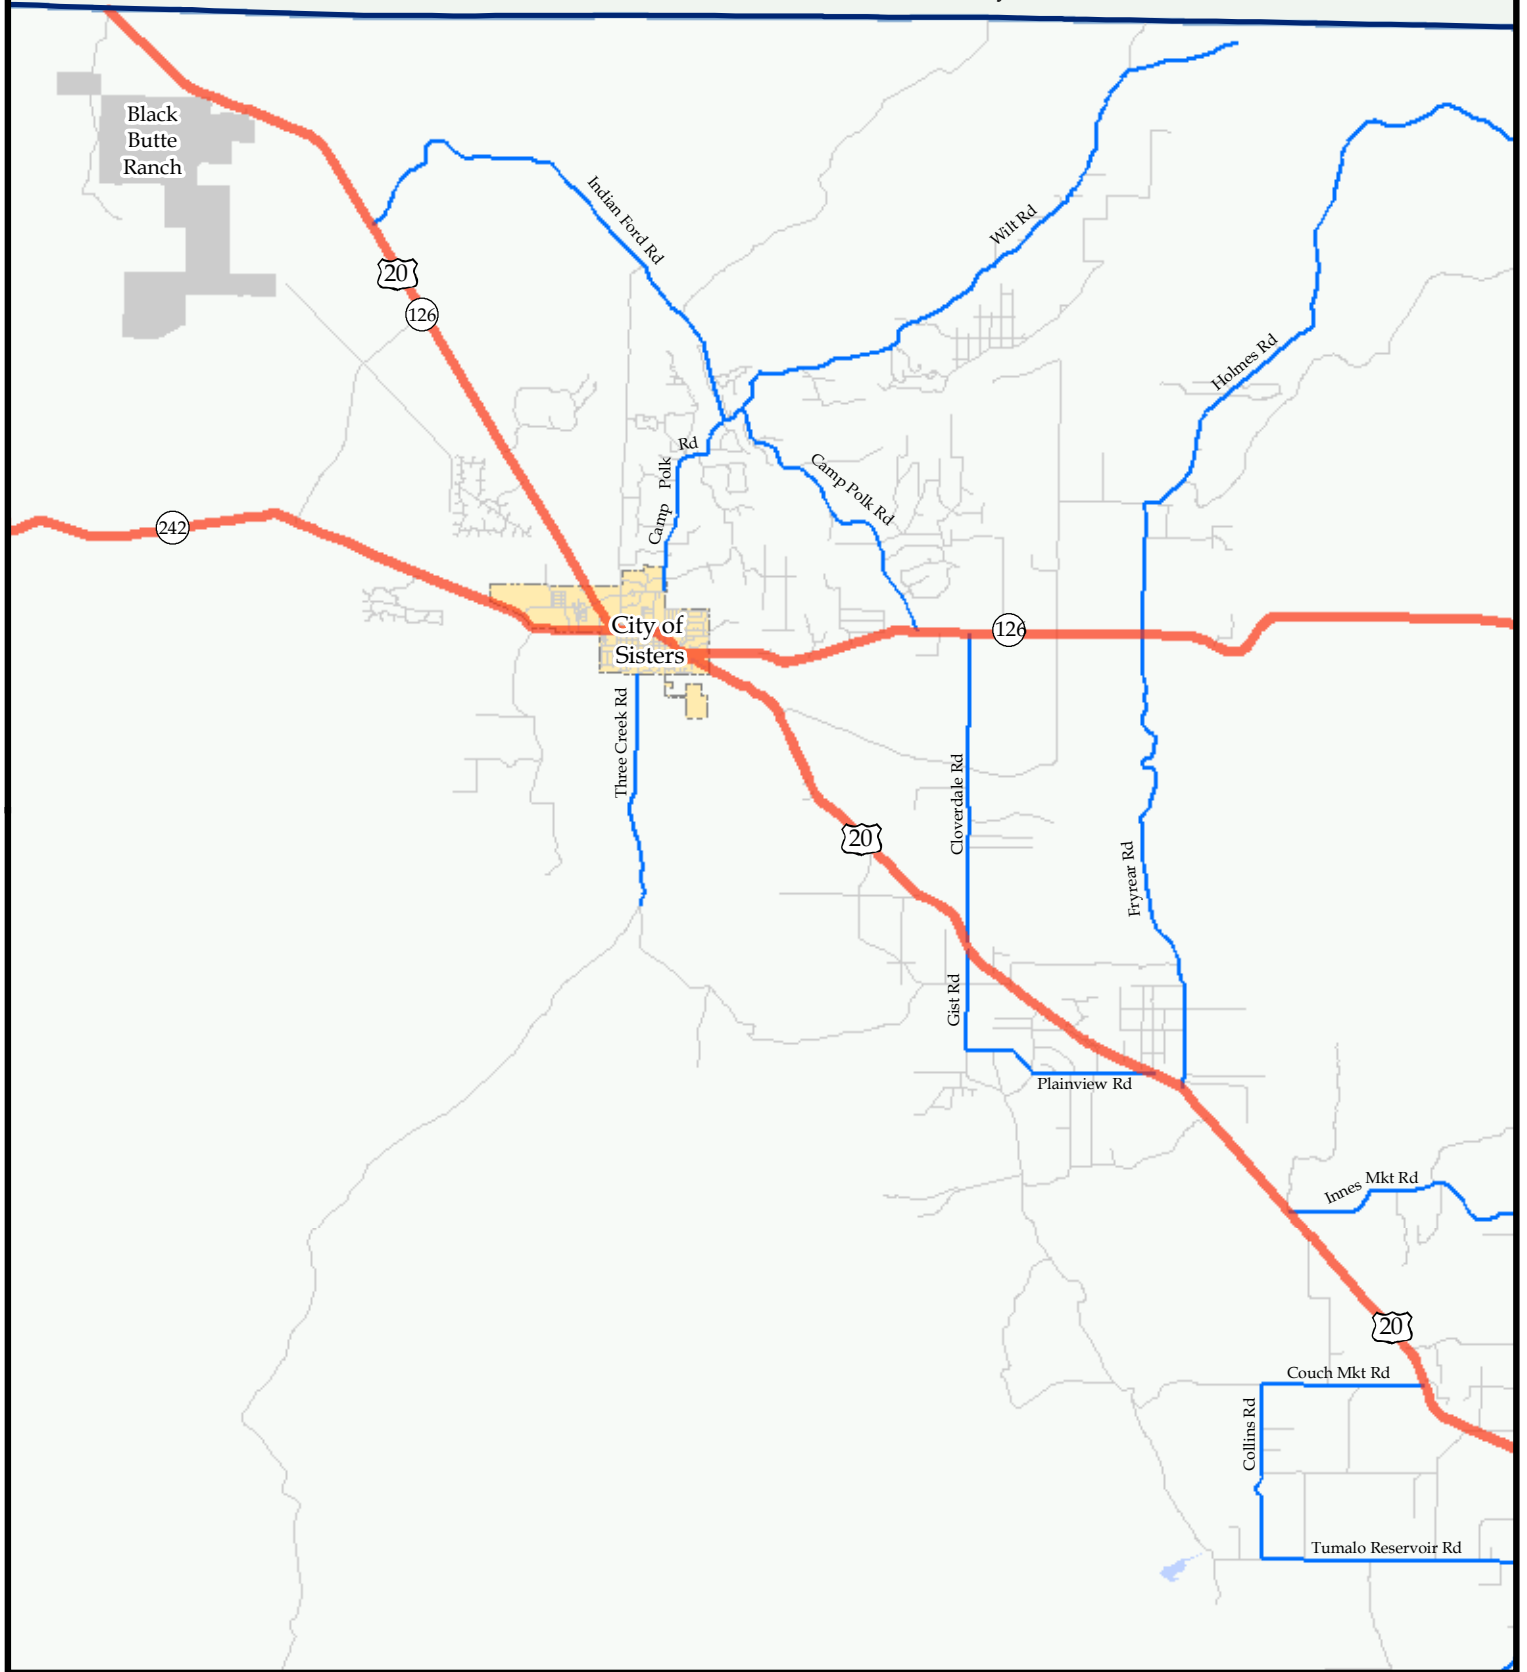 Black
Butte
Ranch
Indian Ford Rd
Wilt Rd
20
126
Holmes Rd
Camp Polk Rd
Camp Polk Rd
242
City of
Sisters
126
Three Creek Rd
Cloverdale Rd
20
Fryrear Rd
Gist Rd
Plainview Rd
Innes Mkt Rd
20
Couch Mkt Rd
Collins Rd
Tumalo Reservoir Rd